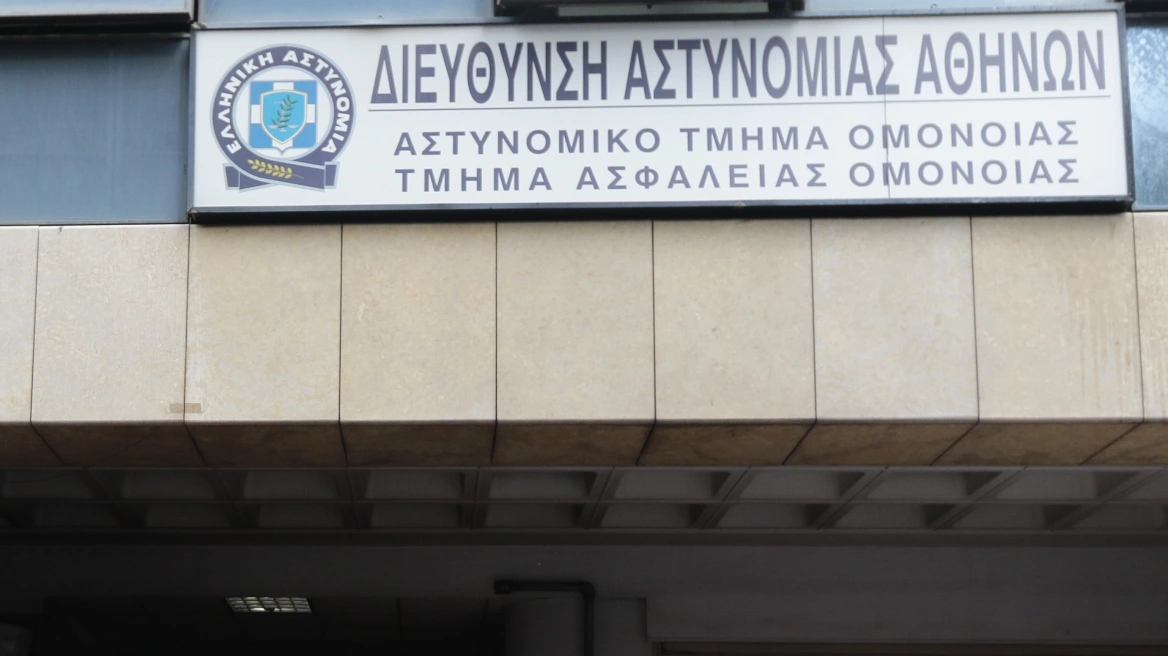 ΕΛΛΗΝΙΚΗ ΑΣΤΥΝΟΜΙΑ
ΔΙΕΥΘΥΝΣΗ ΑΣΤΥΝΟΜΙΑΣ ΑΘΗΝΩΝ
ΑΣΤΥΝΟΜΙΚΟ ΤΜΗΜΑ ΟΜΟΝΟΙΑΣ
ΤΜΗΜΑ ΑΣΦΑΛΕΙΑΣ ΟΜΟΝΟΙΑΣ